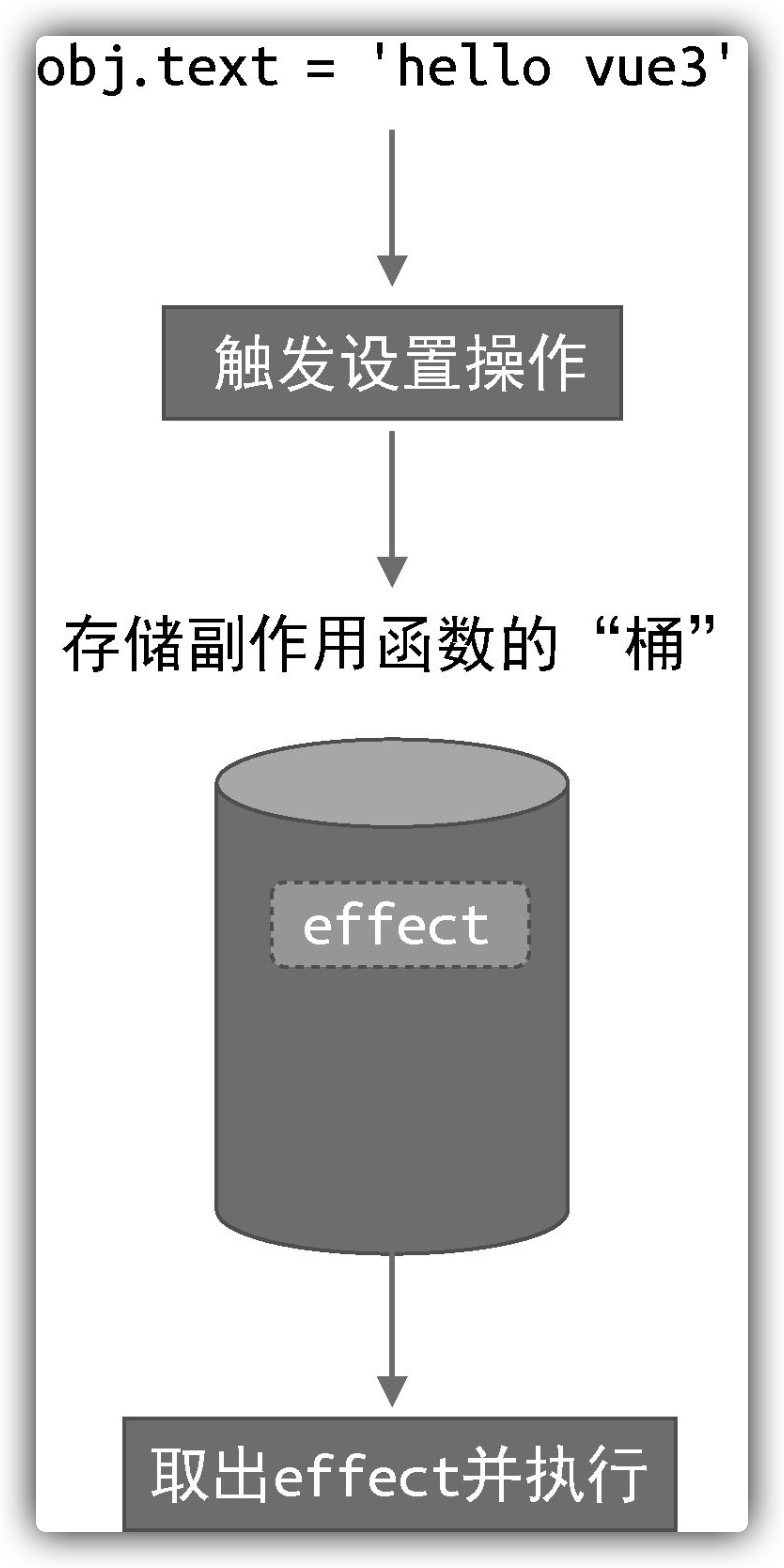 obj.text = 'hello vue3'
触发设置操作
存储副作用函数的“桶”
effect
取出effect并执行